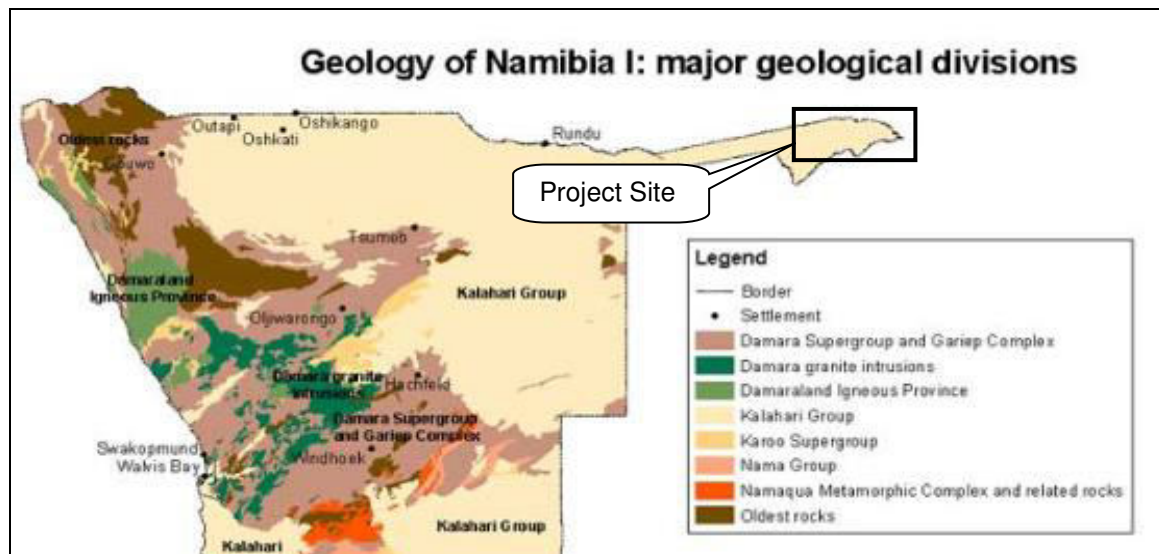 Geology of Namibia I: major geological divisions
Outapi
Oshikango
Oshkati
Rundu
Oldest rocks
Opuwo
Project Site
Tsumeb
Damaraland
Igneous Province
Kalahari Group
Otjiwarongo
Damara granite
intrusions
Hochfeld
Damara Supergroup
and Gariep Complex
Swakopmund
Walvis Bay
Windhoek
Kalahari Group
Kalahari
Legend
Border
Settlement
Damara Supergroup and Gariep Complex
Damara granite intrusions
Damaraland Igneous Province
Kalahari Group
Karoo Supergroup
Nama Group
Namaqua Metamorphic Complex and related rocks
Oldest rocks